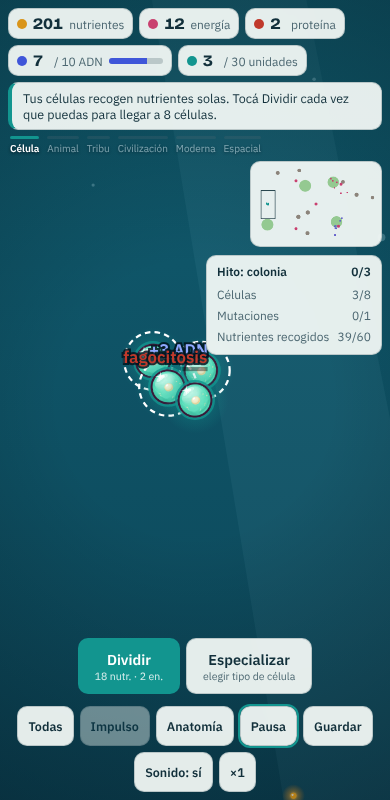 201 nutrientes
12 energía
2 proteína
7 / 10 ADN
3 / 30 unidades
Tus células recogen nutrientes solas. Tocá Dividir cada vez
que puedas para llegar a 8 células.
Célula Animal Tribu Civilización Moderna Espacial
Hito: colonia 0/3
Células 3/8
Mutaciones 0/1
Nutrientes recogidos 39/60
ADN
fagocitosis
Dividir
18 nutr. · 2 en.
Especializar
elegir tipo de célula
Todas Impulso Anatomía Pausa Guardar
Sonido: sí ×1